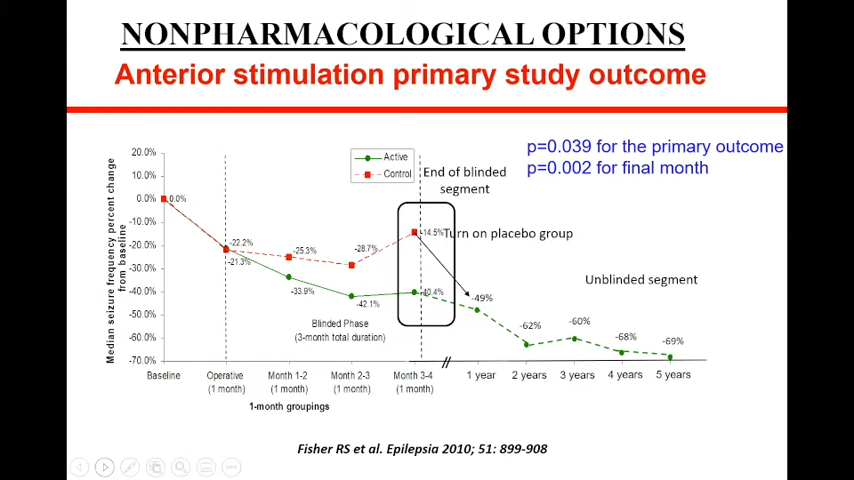 NONPHARMACOLOGICAL OPTIONS
Anterior stimulation primary study outcome
p=0.039 for the primary outcome
p=0.002 for final month
Active
Control
End of blinded
segment
Turn on placebo group
Unblinded segment
Median seizure frequency percent change
from baseline
20.0%
10.0%
0.0%
-10.0%
-20.0%
-30.0%
-40.0%
-50.0%
-60.0%
-70.0%
0.0%
-22.2%
-21.3%
-25.3%
-33.9%
-28.7%
-42.1%
-14.5%
-40.4%
-49%
-62%
-60%
-68%
-69%
Blinded Phase
(3-month total duration)
Baseline
Operative
(1 month)
Month 1-2
(1 month)
Month 2-3
(1 month)
Month 3-4
(1 month)
1 year
2 years
3 years
4 years
5 years
1-month groupings
Fisher RS et al. Epilepsia 2010; 51: 899-908